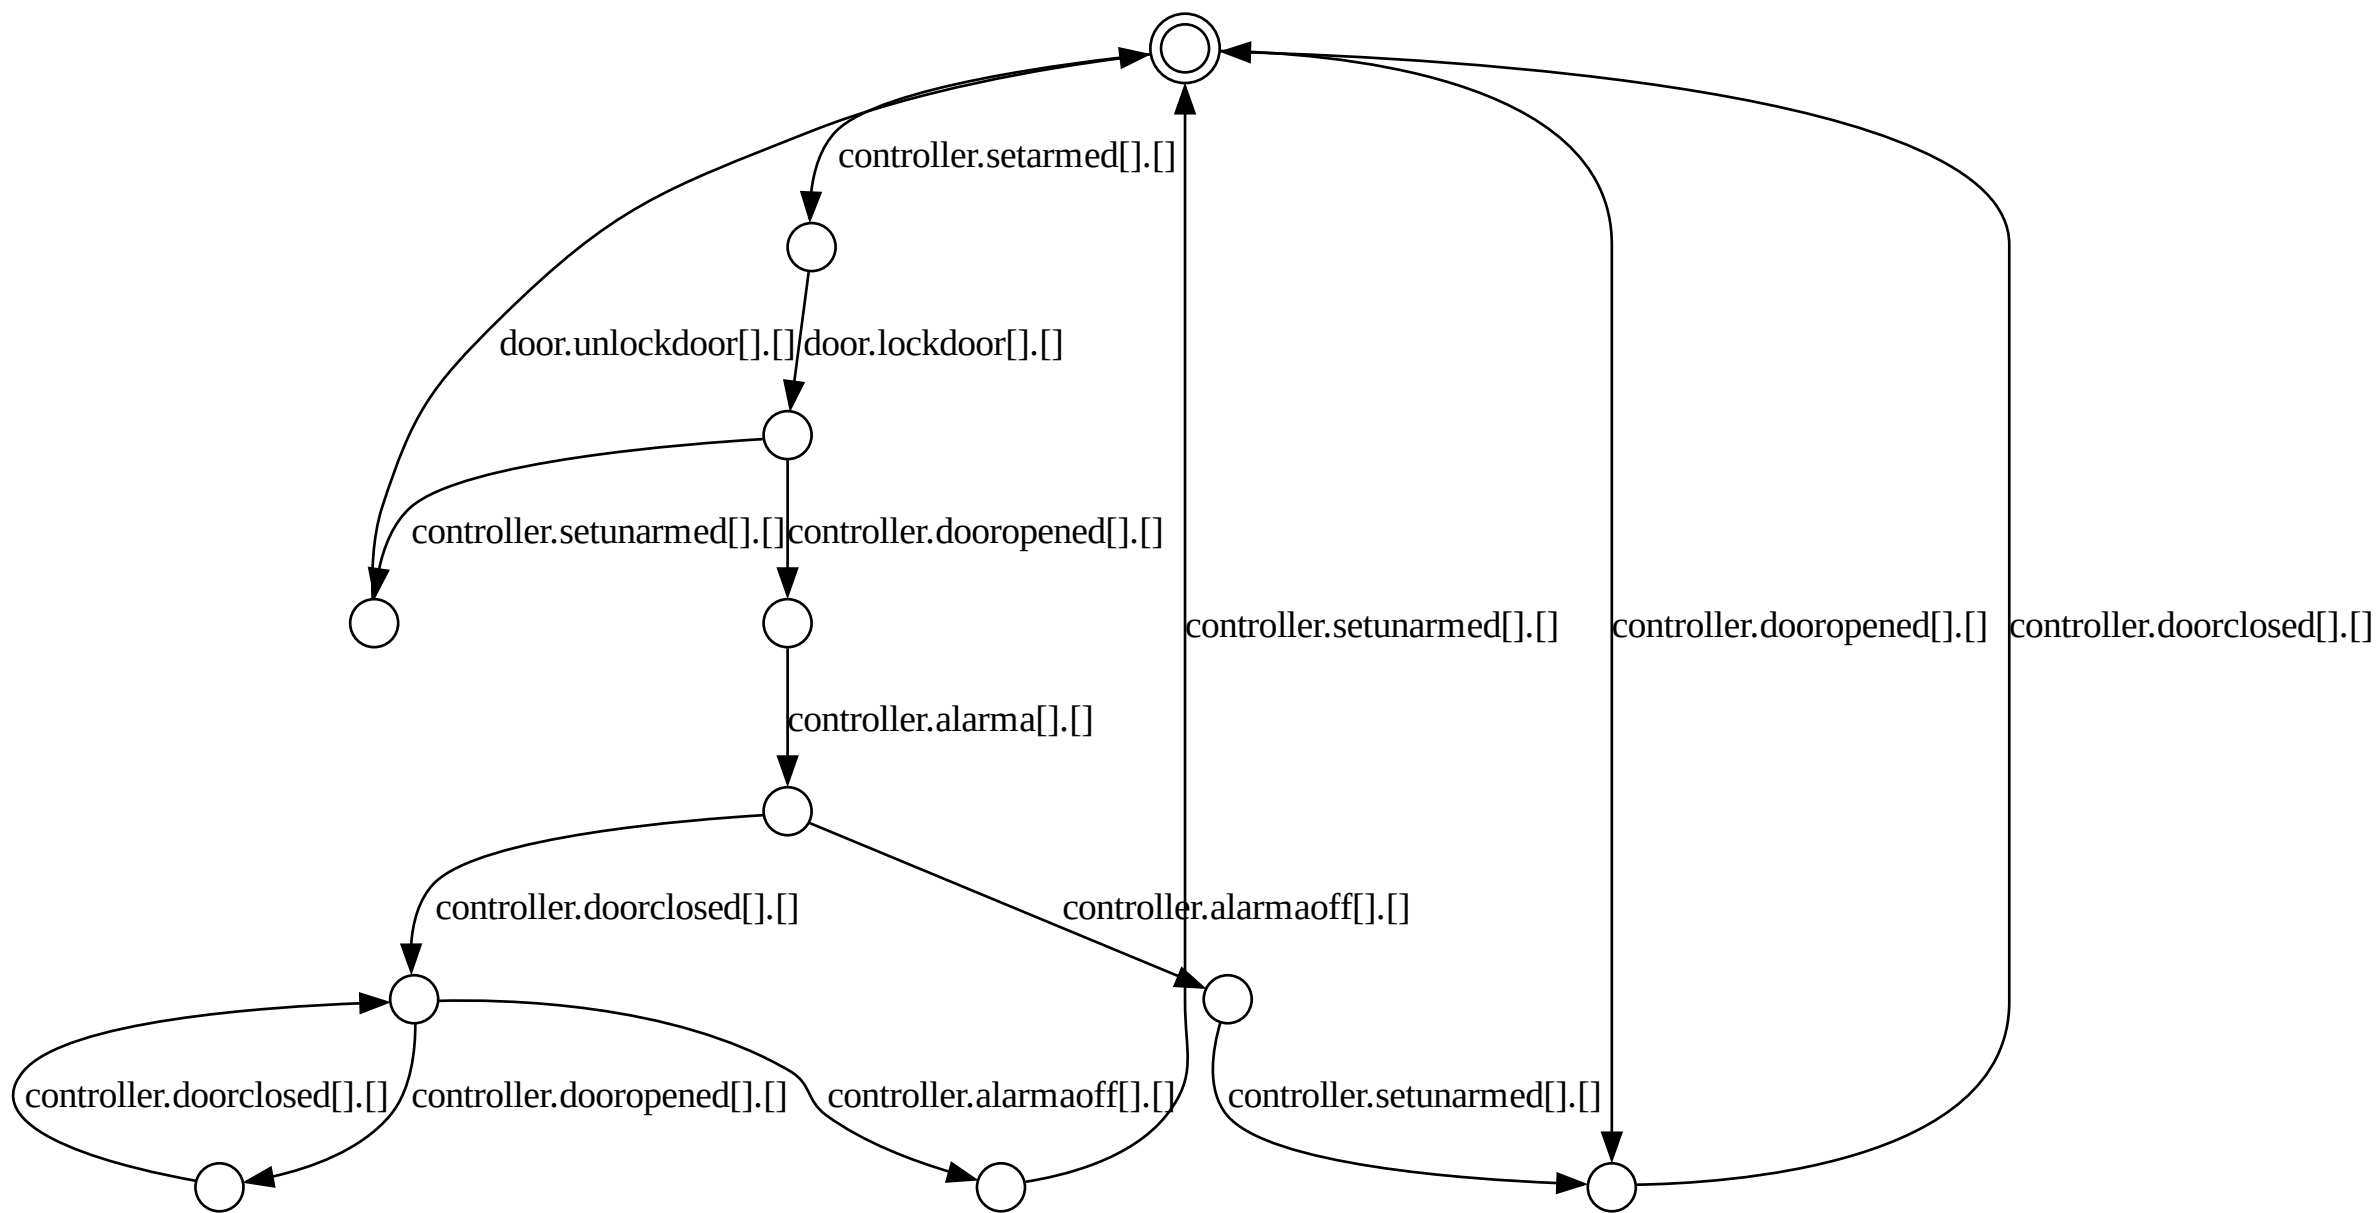 controller.setarmed[].[]
door.unlockdoor[].[]
door.lockdoor[].[]
controller.setunarmed[].[]
controller.dooropened[].[]
controller.setunarmed[].[]
controller.dooropened[].[]
controller.doorclosed[].[]
controller.alarma[].[]
controller.doorclosed[].[]
controller.alarmaoff[].[]
controller.doorclosed[].[]
controller.dooropened[].[]
controller.alarmaoff[].[]
controller.setunarmed[].[]